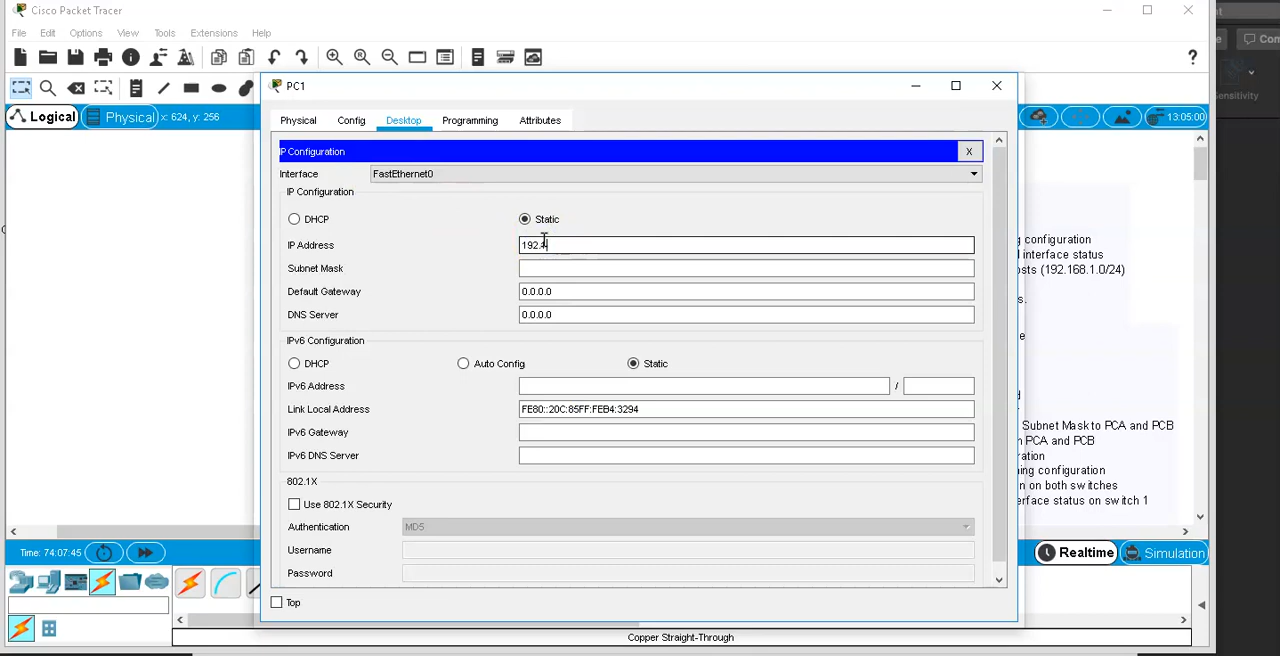 Cisco Packet Tracer
File Edit Options View Tools Extensions Help
?
Logical Physical x: 624, y: 256
13:05:00
PC1
Physical Config Desktop Programming Attributes
IP Configuration X
Interface FastEthernet0
IP Configuration
DHCP Static
IP Address 192.
Subnet Mask
Default Gateway 0.0.0.0
DNS Server 0.0.0.0
IPv6 Configuration
DHCP Auto Config Static
IPv6 Address /
Link Local Address FE80::20C:85FF:FEB4:3294
IPv6 Gateway
IPv6 DNS Server
802.1X
Use 802.1X Security
Authentication MD5
Username
Password
Top
configuration
interface status
(192.168.1.0/24)
Subnet Mask to PCA and PCB
PCA and PCB
configuration
on both switches
status on switch 1
Time: 74:07:45
Realtime Simulation
Copper Straight-Through